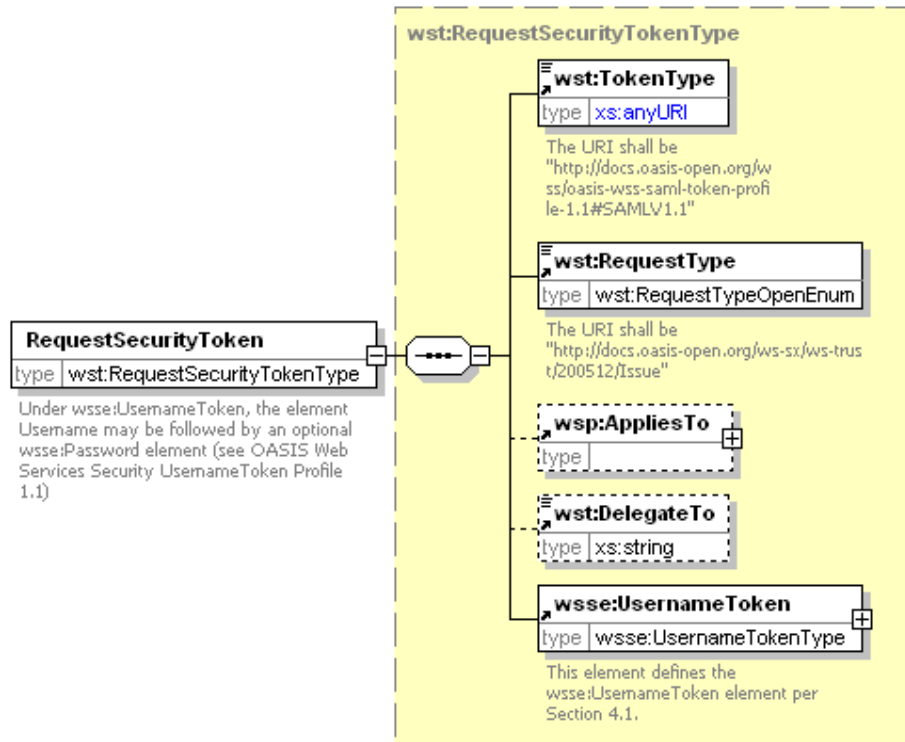 wst:RequestSecurityTokenType
wst:TokenType
type xs:anyURI
The URI shall be
"http://docs.oasis-open.org/w
ss/oasis-wss-saml-token-profi
le-1.1#SAMLV1.1"
wst:RequestType
type wst:RequestTypeOpenEnum
The URI shall be
"http://docs.oasis-open.org/ws-sx/ws-trus
t/200512/Issue"
RequestSecurityToken
type wst:RequestSecurityTokenType
Under wsse:UsernameToken, the element
Username may be followed by an optional
wsse:Password element (see OASIS Web
Services Security UsernameToken Profile
1.1)
wsp:AppliesTo
type
wst:DelegateTo
type xs:string
wsse:UsernameToken
type wsse:UsernameTokenType
This element defines the
wsse:UsernameToken element per
Section 4.1.